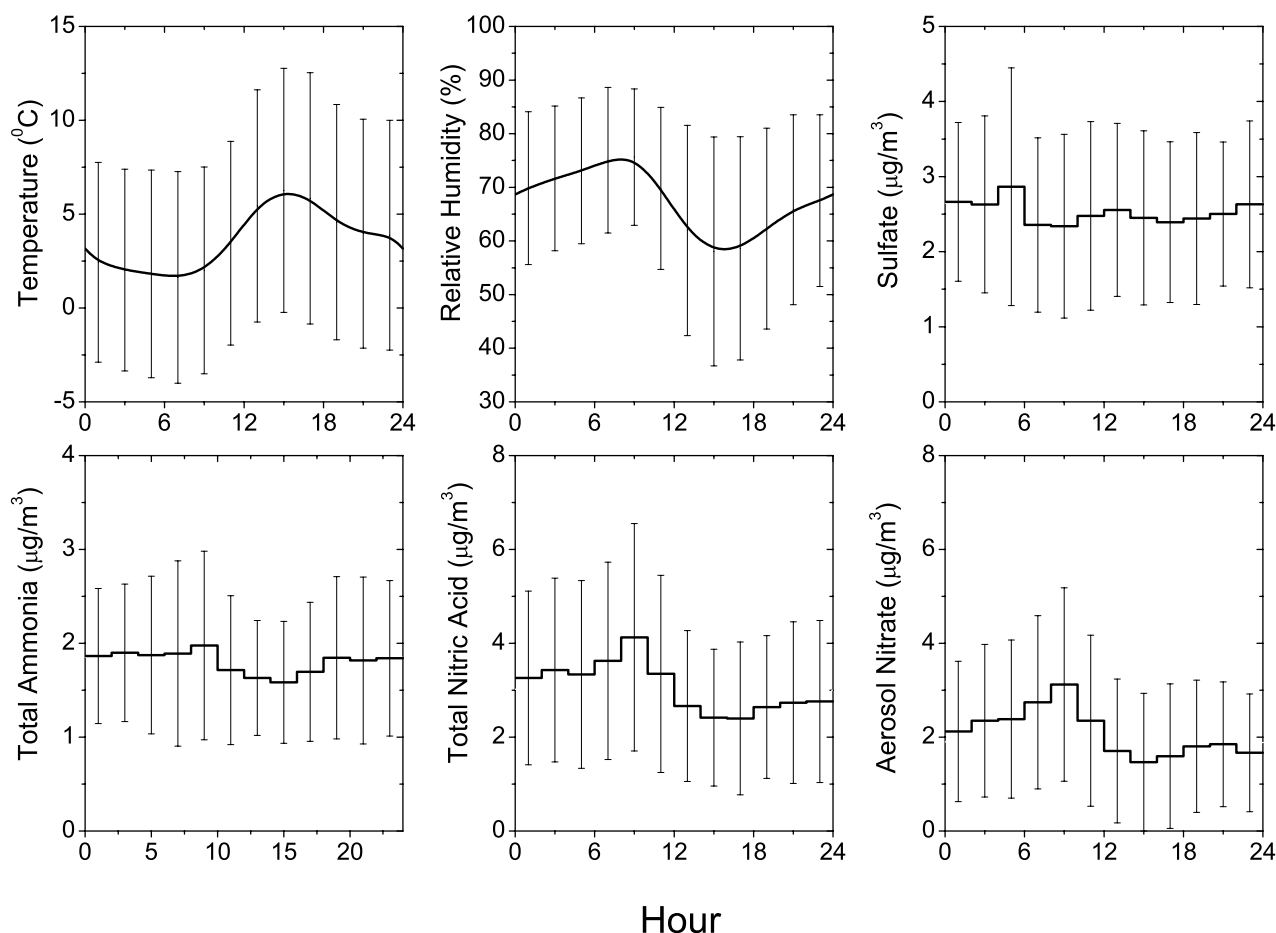 Temperature (⁰C)
15
10
5
0
-5
0 6 12 18 24
Relative Humidity (%)
100
90
80
70
60
50
40
30
0 6 12 18 24
Sulfate (μg/m³)
5
4
3
2
1
0
0 6 12 18 24
Total Ammonia (μg/m³)
4
3
2
1
0
0 5 10 15 20
Total Nitric Acid (μg/m³)
8
6
4
2
0
0 6 12 18 24
Aerosol Nitrate (μg/m³)
8
6
4
2
0
0 6 12 18 24
Hour